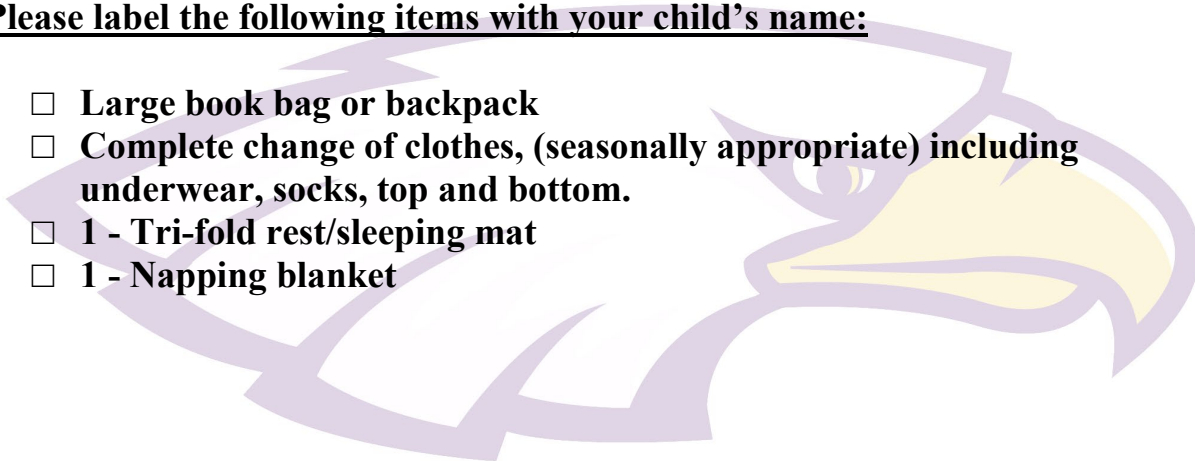 Please label the following items with your child’s name:
□ Large book bag or backpack
□ Complete change of clothes, (seasonally appropriate) including
underwear, socks, top and bottom.
□ 1 - Tri-fold rest/sleeping mat
□ 1 - Napping blanket